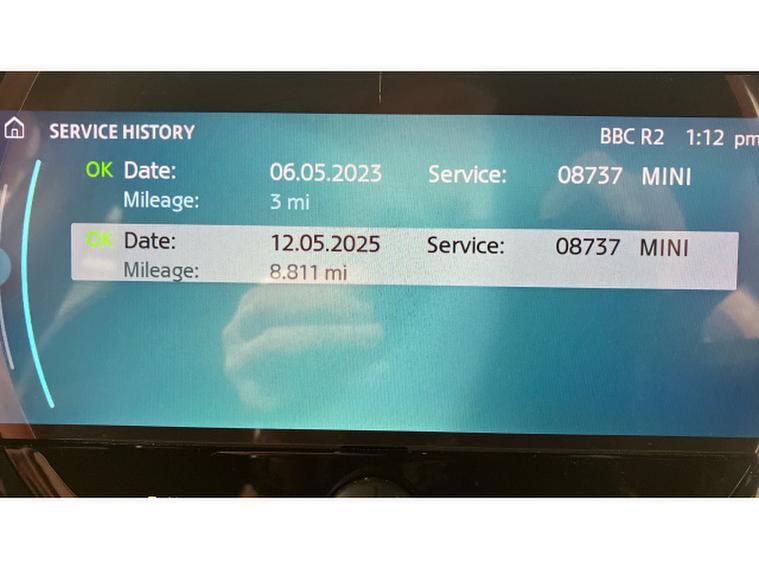 SERVICE HISTORY BBC R2 1:12 pm
OK Date: 06.05.2023 Service: 08737 MINI
Mileage: 3 mi
OK Date: 12.05.2025 Service: 08737 MINI
Mileage: 8.811 mi